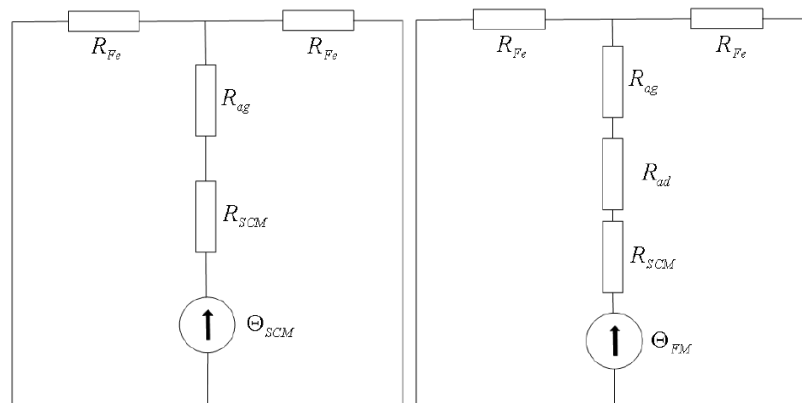 R_Fe R_Fe
R_ag
R_SCM
Θ_SCM
R_Fe R_Fe
R_ag
R_ad
R_SCM
Θ_FM